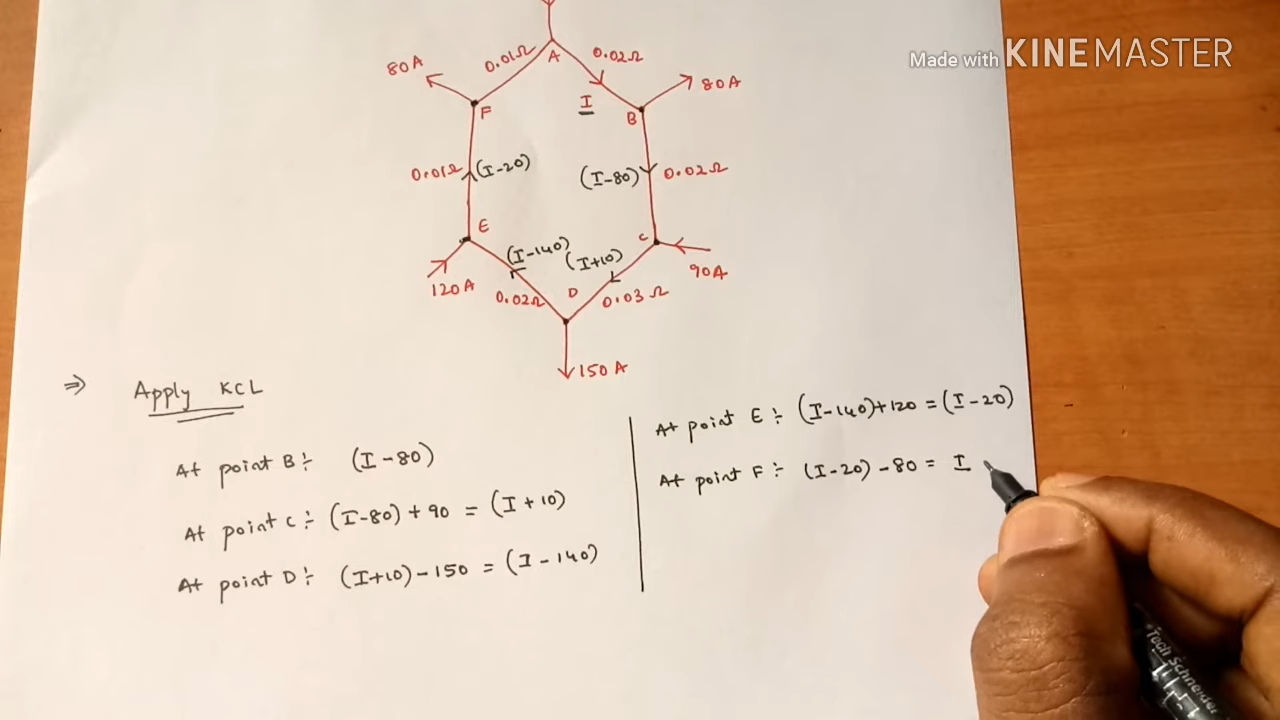 Made with KINEMASTER
80A
0.01Ω
A
0.02Ω
80A
F
I
B
0.01Ω
(I-20)
(I-80)
0.02Ω
E
(I-140)
(I+10)
C
120A
0.02Ω
D
0.03Ω
90A
150A
⇒ Apply KCL
At point B :- (I-80)
At point C :- (I-80)+90 = (I+10)
At point D :- (I+10)-150 = (I-140)
At point E :- (I-140)+120 = (I-20)
At point F :- (I-20)-80 = I
Tech Schneider